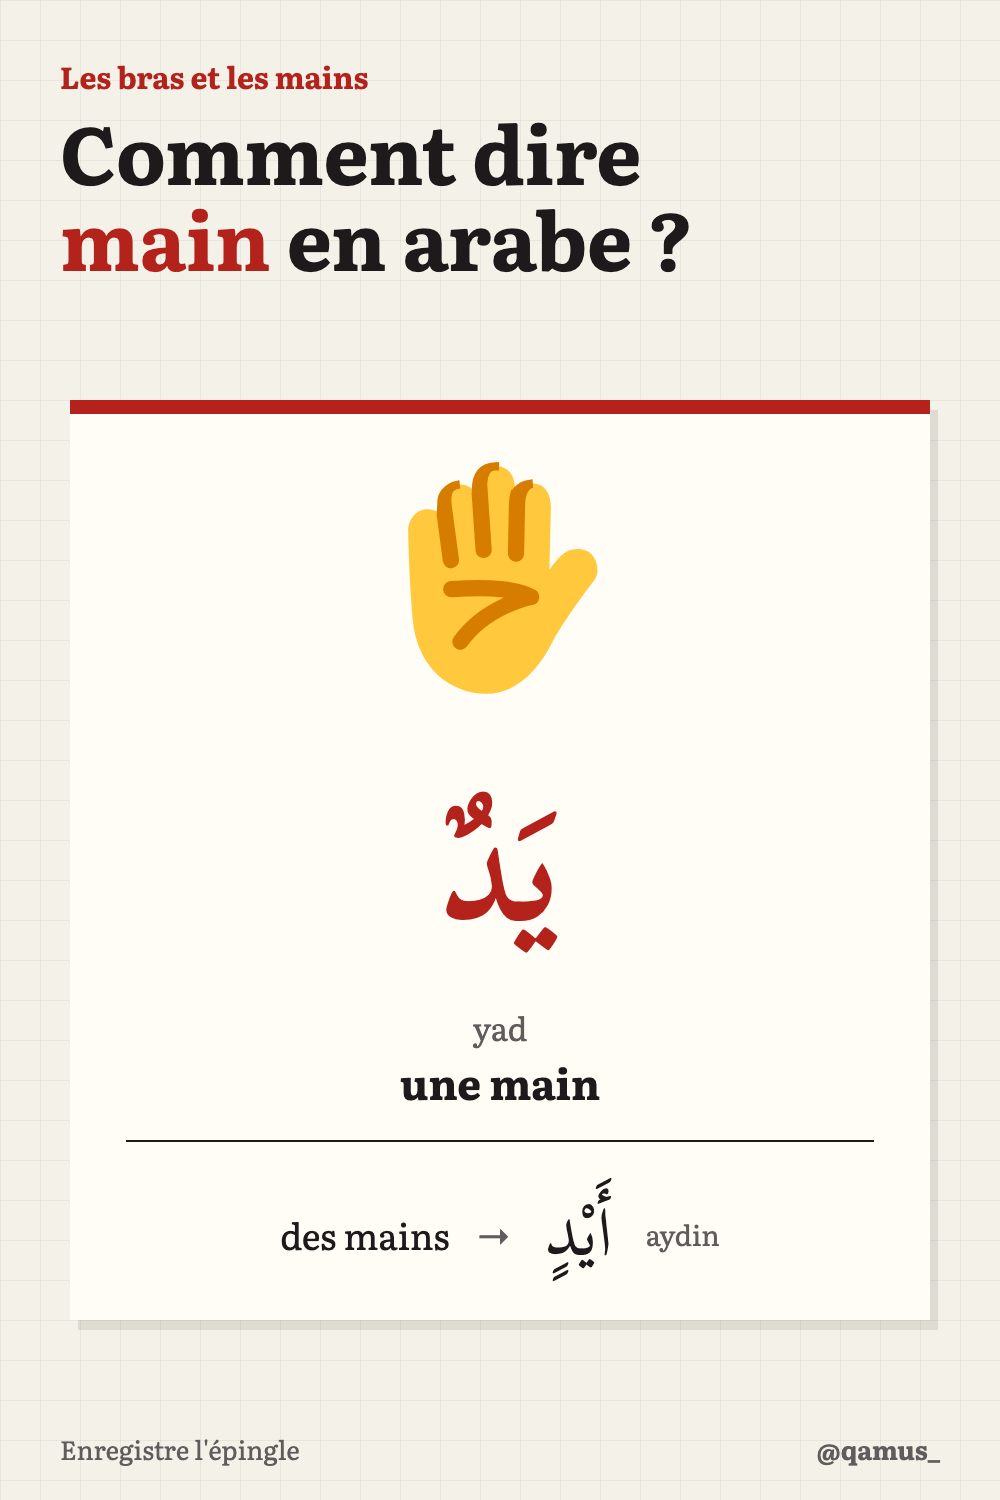 Les bras et les mains
Comment dire
main en arabe ?
يَدٌ
yad
une main
des mains → أَيْدٍ aydin
Enregistre l'épingle
@qamus_